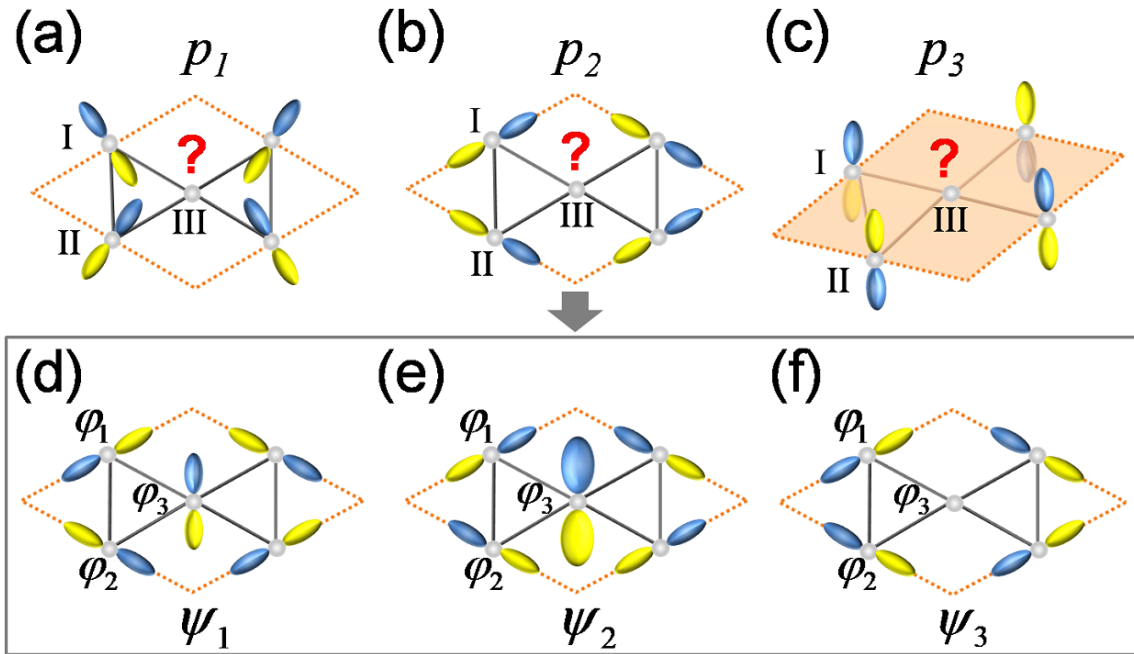 (a) p₁
I
?
II
III
(b) p₂
I
?
II
III
(c) p₃
I
?
II
III
(d)
φ₁
φ₃
φ₂
ψ₁
(e)
φ₁
φ₃
φ₂
ψ₂
(f)
φ₁
φ₃
φ₂
ψ₃